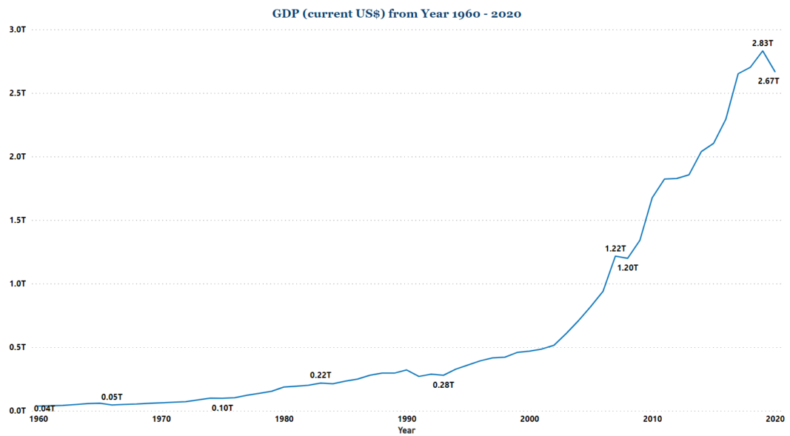 GDP (current US$) from Year 1960 - 2020
3.0T
2.83T
2.67T
2.5T
2.0T
1.5T
1.22T
1.20T
1.0T
0.5T
0.22T
0.28T
0.05T
0.10T
0.04T
0.0T
1960 1970 1980 1990 2000 2010 2020
Year